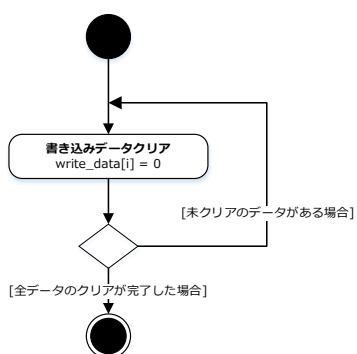 書き込みデータクリア
write_data[i] = 0
[未クリアのデータがある場合]
[全データのクリアが完了した場合]